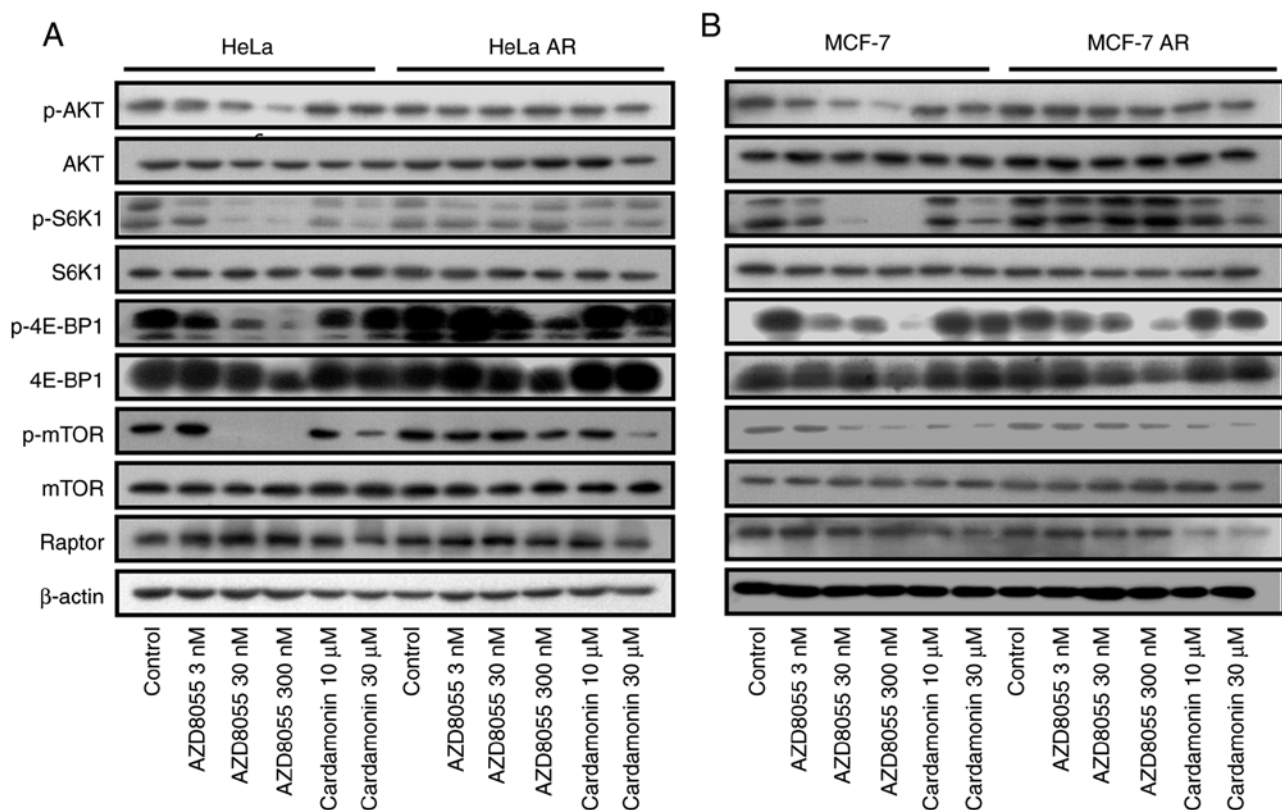 A
B
HeLa
HeLa AR
MCF-7
MCF-7 AR
p-AKT
AKT
p-S6K1
S6K1
p-4E-BP1
4E-BP1
p-mTOR
mTOR
Raptor
β-actin
Control
AZD8055 3 nM
AZD8055 30 nM
AZD8055 300 nM
Cardamonin 10 μM
Cardamonin 30 μM
Control
AZD8055 3 nM
AZD8055 30 nM
AZD8055 300 nM
Cardamonin 10 μM
Cardamonin 30 μM
Control
AZD8055 3 nM
AZD8055 30 nM
AZD8055 300 nM
Cardamonin 10 μM
Cardamonin 30 μM
Control
AZD8055 3 nM
AZD8055 30 nM
AZD8055 300 nM
Cardamonin 10 μM
Cardamonin 30 μM